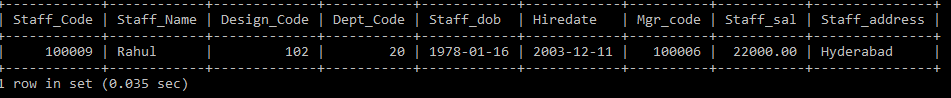 | Staff_Code | Staff_Name | Design_Code | Dept_Code | Staff_dob | Hiredate | Mgr_code | Staff_sal | Staff_address |
| 100009 | Rahul | 102 | 20 | 1978-01-16 | 2003-12-11 | 100006 | 22000.00 | Hyderabad |
1 row in set (0.035 sec)